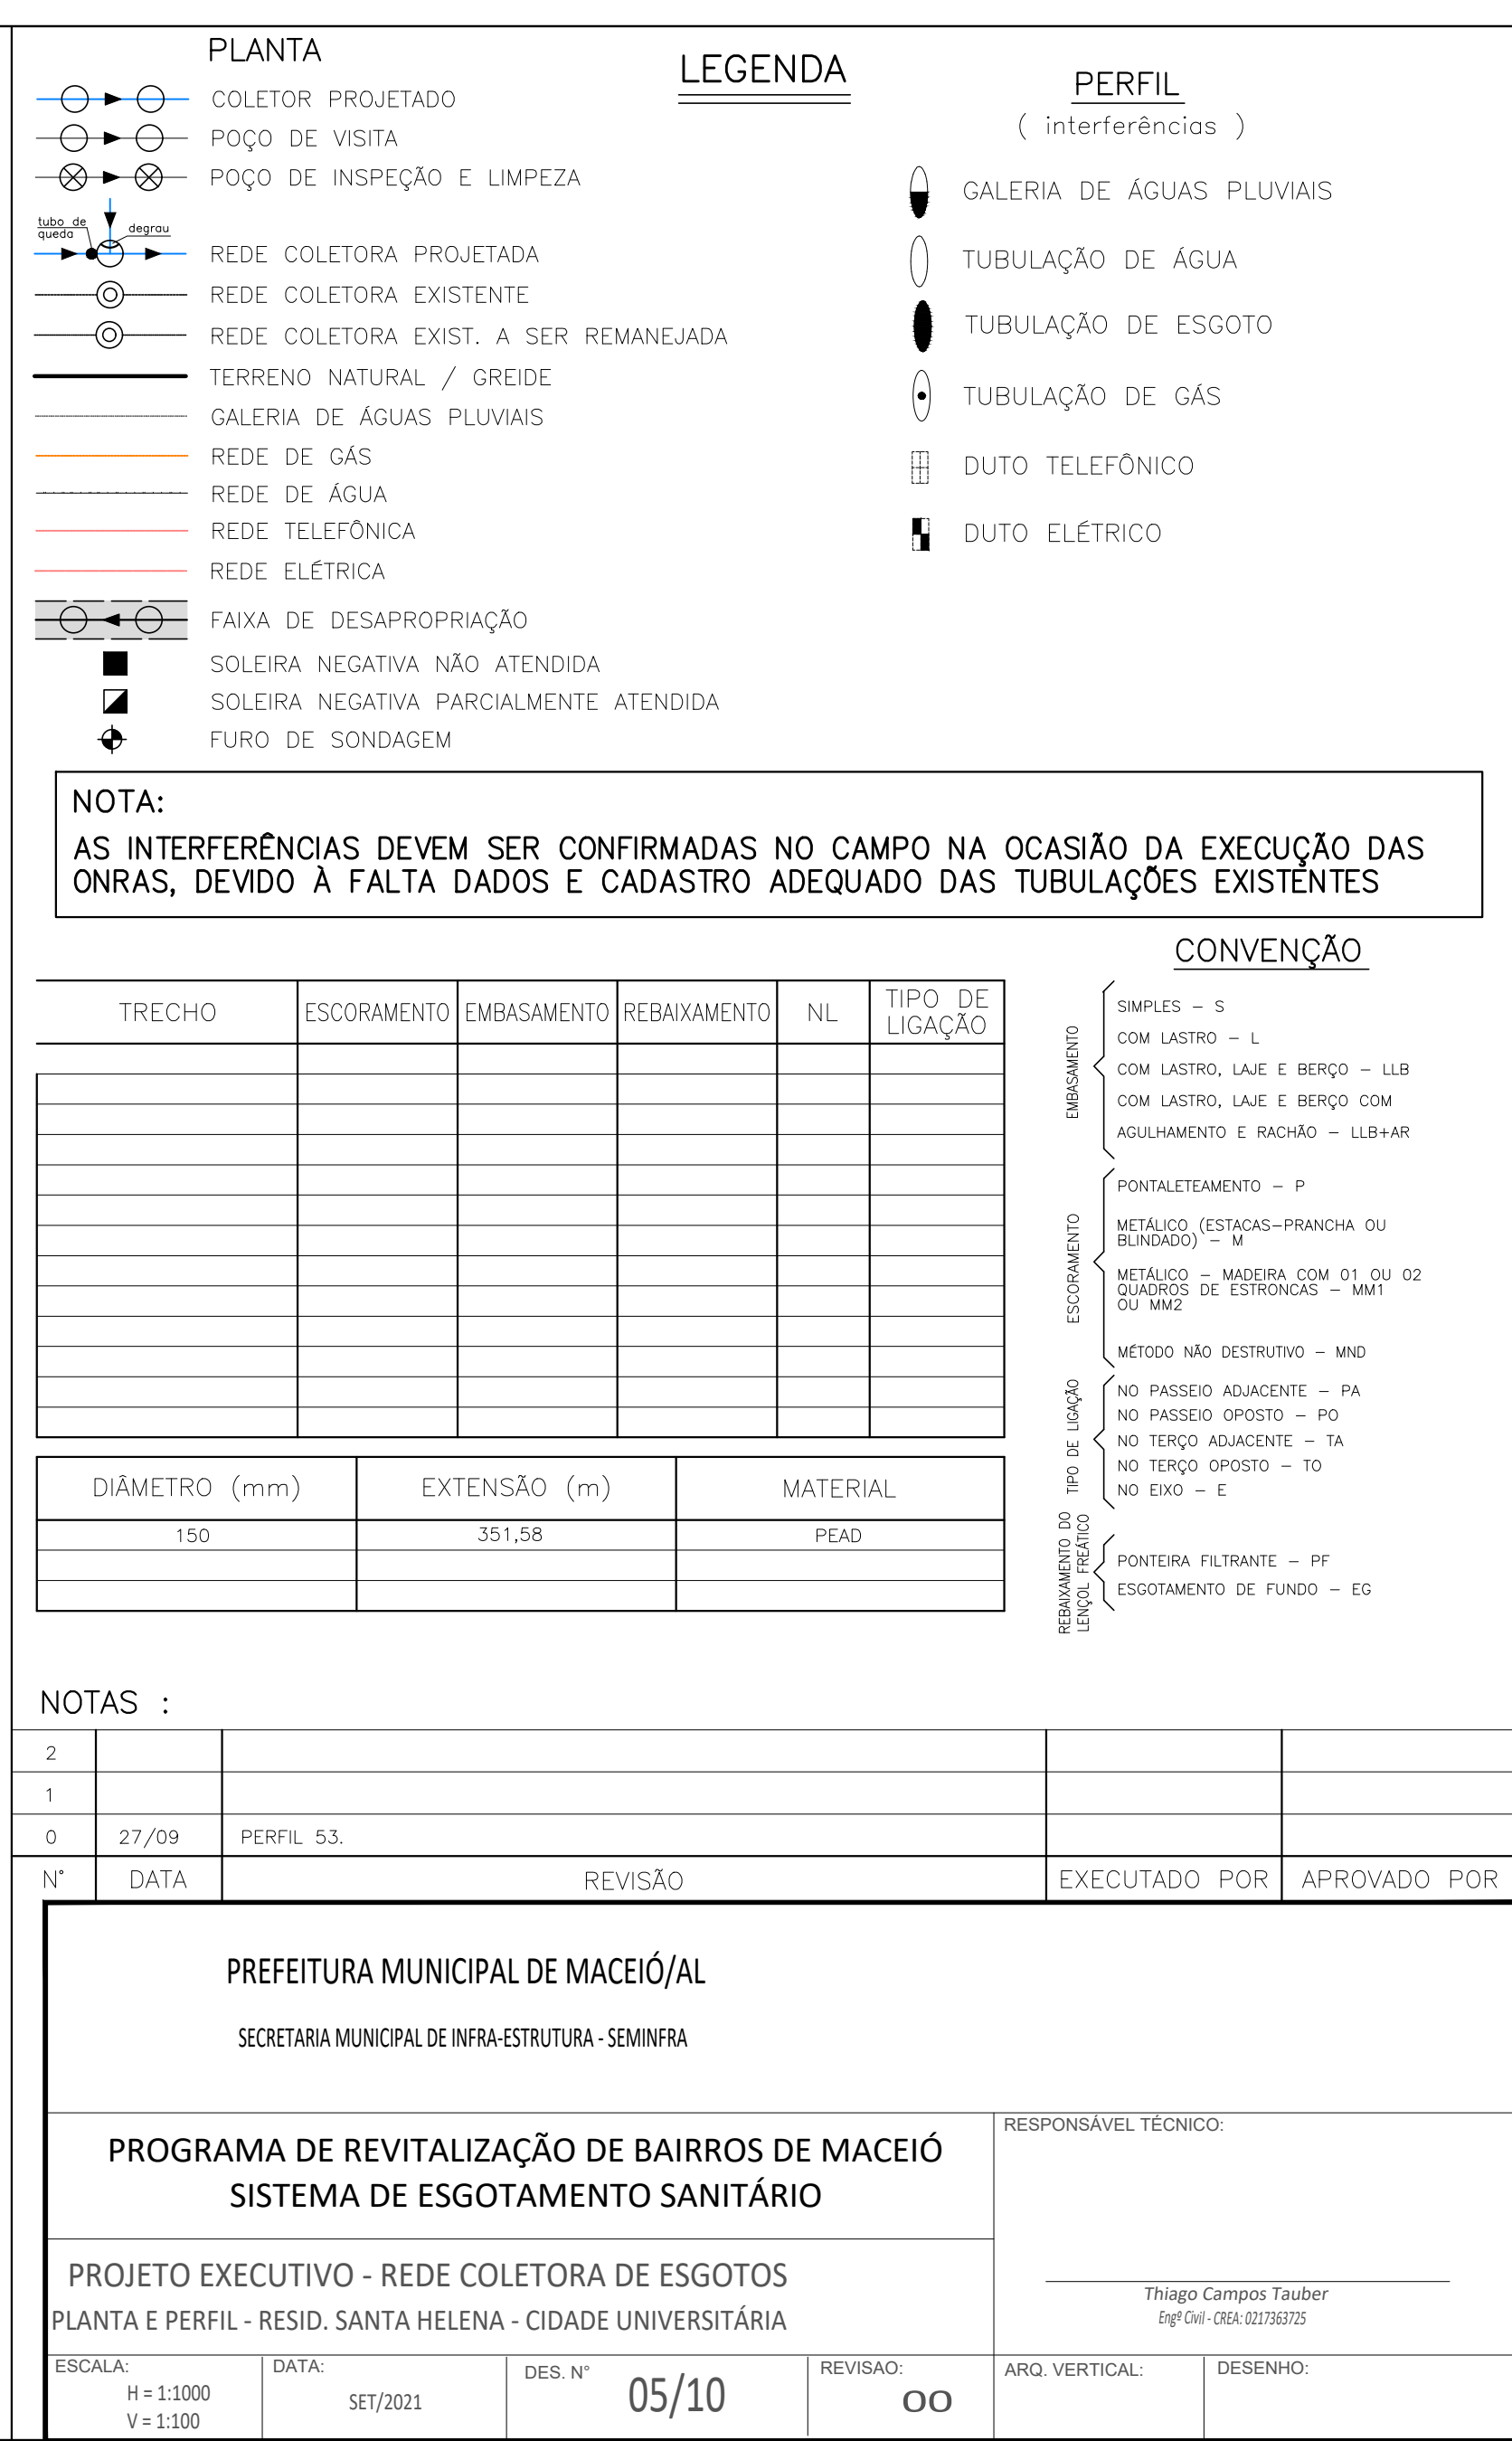 PLANTA
COLETOR PROJETADO
POÇO DE VISITA
POÇO DE INSPEÇÃO E LIMPEZA
tubo de
queda
degrau
REDE COLETORA PROJETADA
REDE COLETORA EXISTENTE
REDE COLETORA EXIST. A SER REMANEJADA
TERRENO NATURAL / GREIDE
GALERIA DE ÁGUAS PLUVIAIS
REDE DE GÁS
REDE DE ÁGUA
REDE TELEFÔNICA
REDE ELÉTRICA
FAIXA DE DESAPROPRIAÇÃO
SOLEIRA NEGATIVA NÃO ATENDIDA
SOLEIRA NEGATIVA PARCIALMENTE ATENDIDA
FURO DE SONDAGEM
LEGENDA
PERFIL
( interferências )
GALERIA DE ÁGUAS PLUVIAIS
TUBULAÇÃO DE ÁGUA
TUBULAÇÃO DE ESGOTO
TUBULAÇÃO DE GÁS
DUTO TELEFÔNICO
DUTO ELÉTRICO
NOTA:
AS INTERFERÊNCIAS DEVEM SER CONFIRMADAS NO CAMPO NA OCASIÃO DA EXECUÇÃO DAS
ONRAS, DEVIDO À FALTA DADOS E CADASTRO ADEQUADO DAS TUBULAÇÕES EXISTENTES
TRECHO ESCORAMENTO EMBASAMENTO REBAIXAMENTO NL TIPO DE
LIGAÇÃO
DIÂMETRO (mm) EXTENSÃO (m) MATERIAL
150 351,58 PEAD
CONVENÇÃO
EMBASAMENTO
SIMPLES – S
COM LASTRO – L
COM LASTRO, LAJE E BERÇO – LLB
COM LASTRO, LAJE E BERÇO COM
AGULHAMENTO E RACHÃO – LLB+AR
ESCORAMENTO
PONTALETEAMENTO – P
METÁLICO (ESTACAS–PRANCHA OU
BLINDADO) – M
METÁLICO – MADEIRA COM 01 OU 02
QUADROS DE ESTRONCAS – MM1
OU MM2
MÉTODO NÃO DESTRUTIVO – MND
TIPO DE LIGAÇÃO
NO PASSEIO ADJACENTE – PA
NO PASSEIO OPOSTO – PO
NO TERÇO ADJACENTE – TA
NO TERÇO OPOSTO – TO
NO EIXO – E
REBAIXAMENTO DO
LENÇOL FREÁTICO
PONTEIRA FILTRANTE – PF
ESGOTAMENTO DE FUNDO – EG
NOTAS :
2
1
0 27/09 PERFIL 53.
N° DATA REVISÃO EXECUTADO POR APROVADO POR
PREFEITURA MUNICIPAL DE MACEIÓ/AL
SECRETARIA MUNICIPAL DE INFRA-ESTRUTURA - SEMINFRA
PROGRAMA DE REVITALIZAÇÃO DE BAIRROS DE MACEIÓ
SISTEMA DE ESGOTAMENTO SANITÁRIO
RESPONSÁVEL TÉCNICO:
PROJETO EXECUTIVO - REDE COLETORA DE ESGOTOS
PLANTA E PERFIL - RESID. SANTA HELENA - CIDADE UNIVERSITÁRIA
Thiago Campos Tauber
Engº Civil - CREA: 0217363725
ESCALA:
H = 1:1000
V = 1:100
DATA:
SET/2021
DES. N° 05/10
REVISAO:
00
ARQ. VERTICAL:
DESENHO: